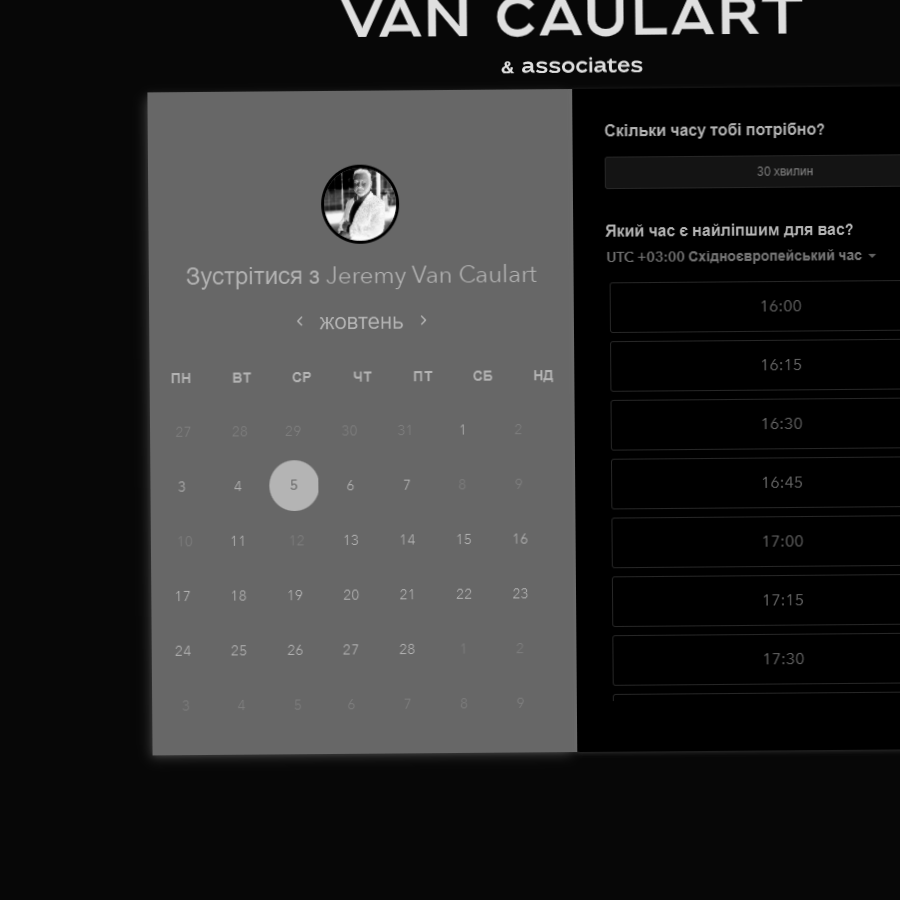 VAN CAULART
& associates
Зустрітися з Jeremy Van Caulart
жовтень
ПН ВТ СР ЧТ ПТ СБ НД
27 28 29 30 31 1 2
3 4 5 6 7 8 9
10 11 12 13 14 15 16
17 18 19 20 21 22 23
24 25 26 27 28 1 2
3 4 5 6 7 8 9
Скільки часу тобі потрібно?
30 хвилин
Який час є найліпшим для вас?
UTC +03:00 Східноєвропейський час
16:00
16:15
16:30
16:45
17:00
17:15
17:30